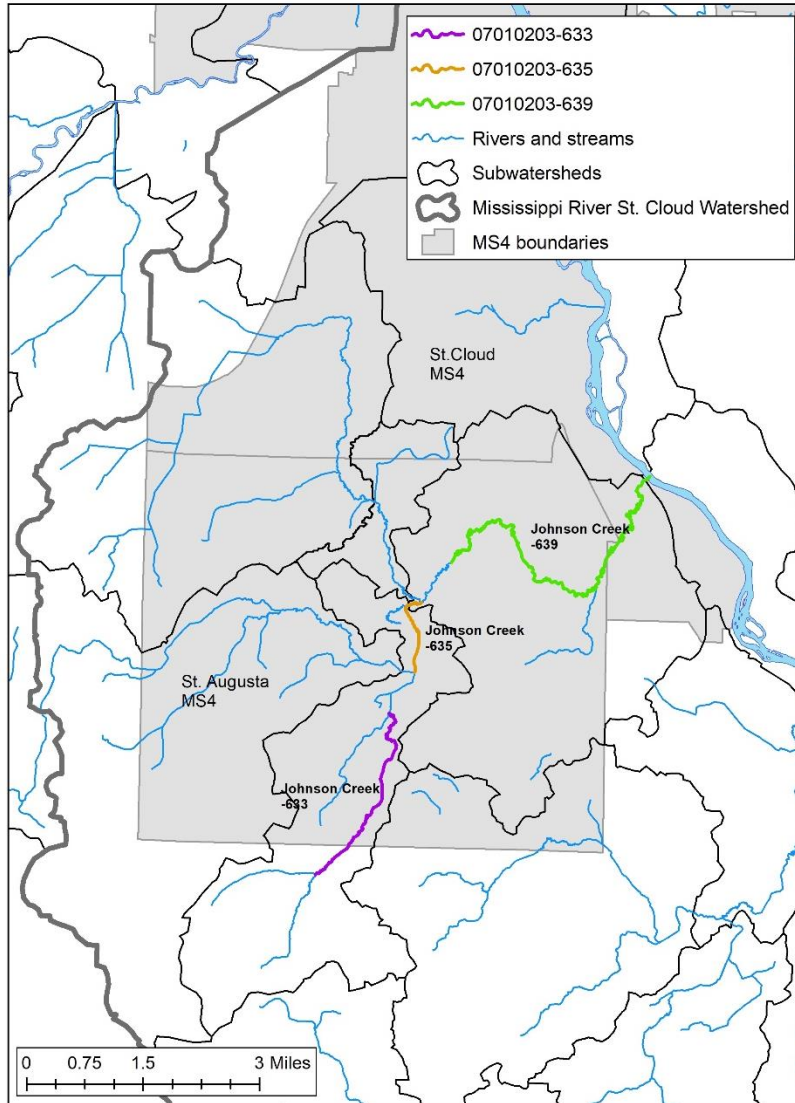 07010203-633
07010203-635
07010203-639
Rivers and streams
Subwatersheds
Mississippi River St. Cloud Watershed
MS4 boundaries
St.Cloud
MS4
Johnson Creek
-639
Johnson Creek
-635
St. Augusta
MS4
Johnson Creek
-633
0 0.75 1.5 3 Miles